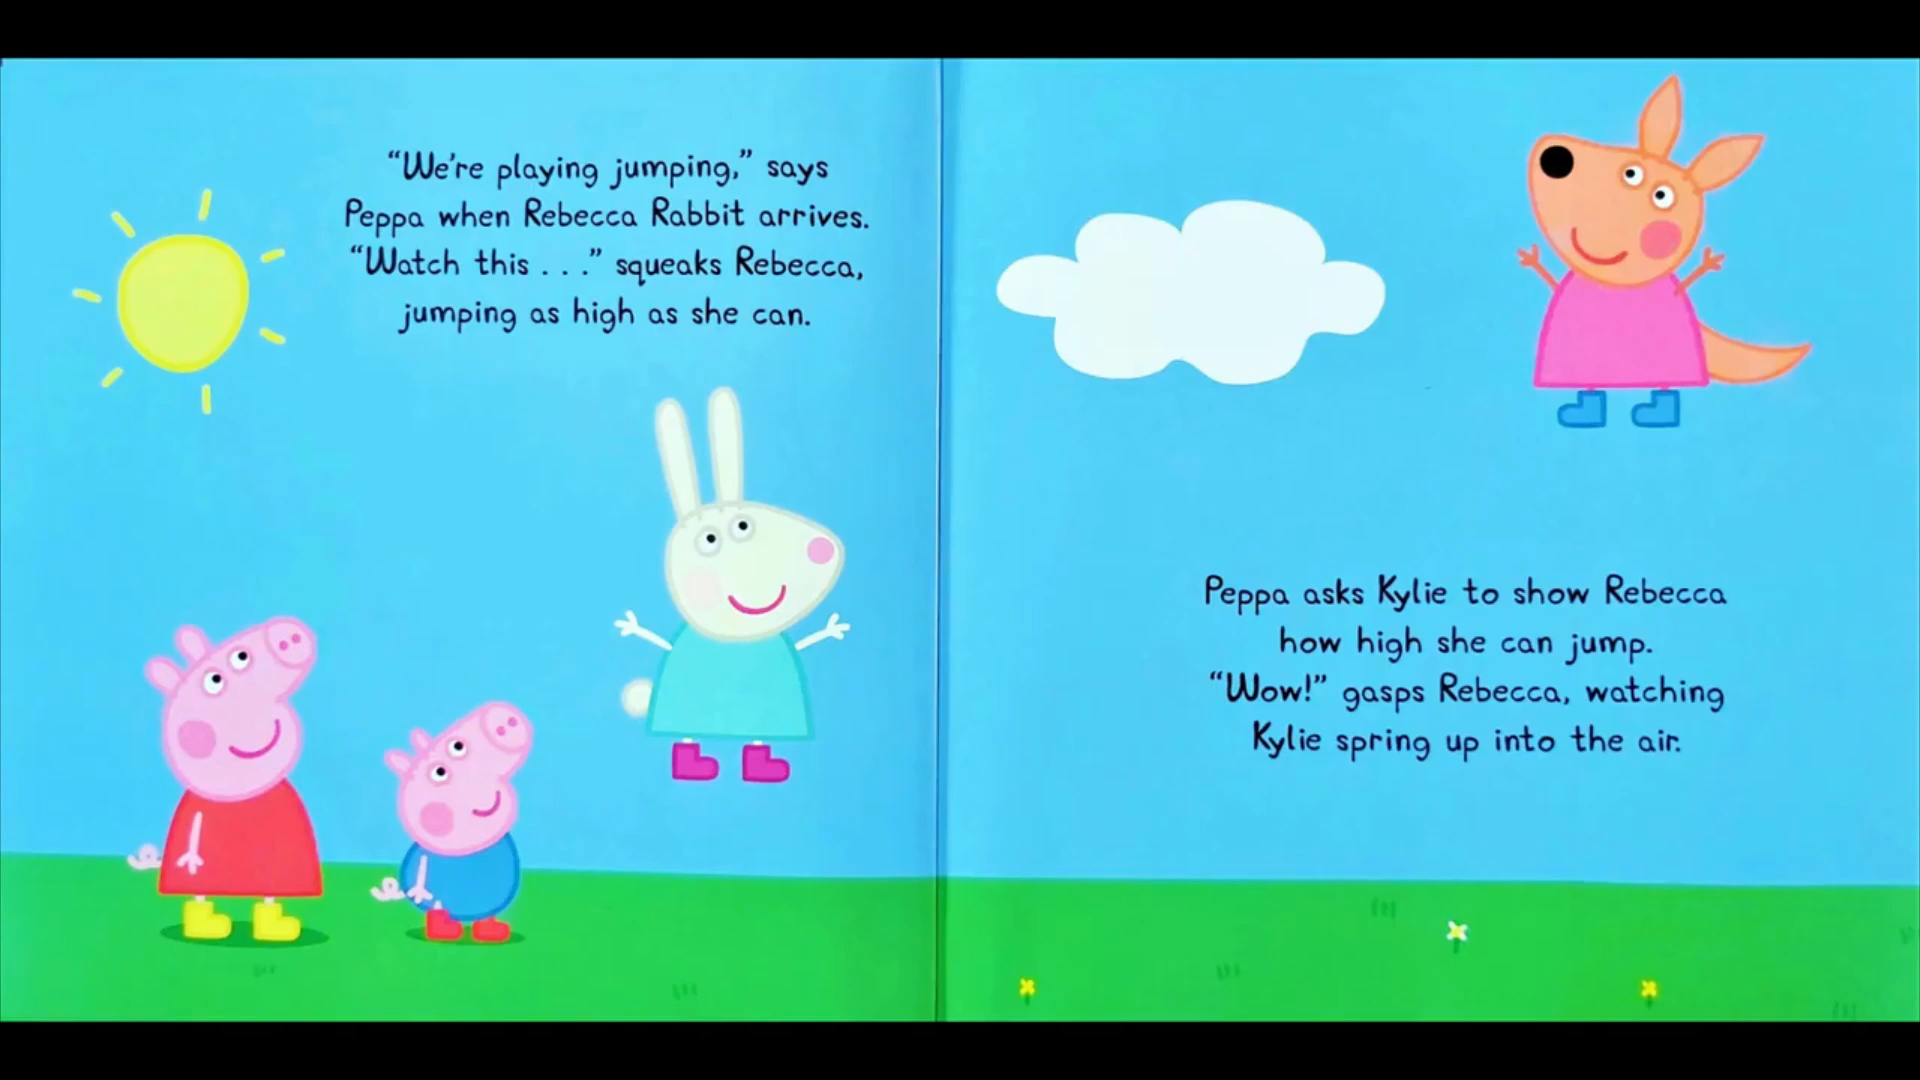 “We’re playing jumping,” says
Peppa when Rebecca Rabbit arrives.
“Watch this . . .” squeaks Rebecca,
jumping as high as she can.
Peppa asks Kylie to show Rebecca
how high she can jump.
“Wow!” gasps Rebecca, watching
Kylie spring up into the air.